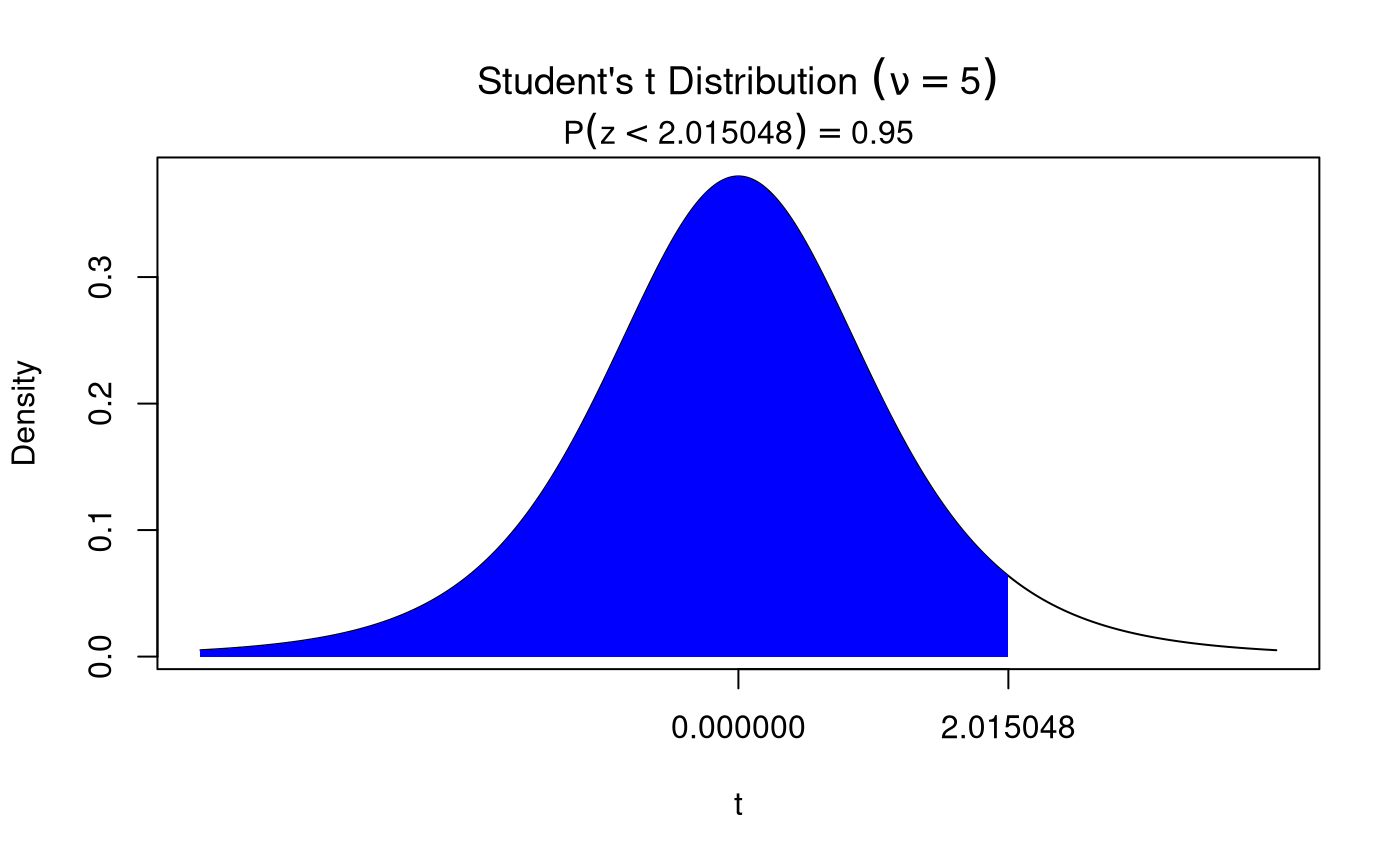 Student's t Distribution (ν = 5)
P(z < 2.015048) = 0.95
Density
0.3
0.2
0.1
0.0
0.000000 2.015048
t